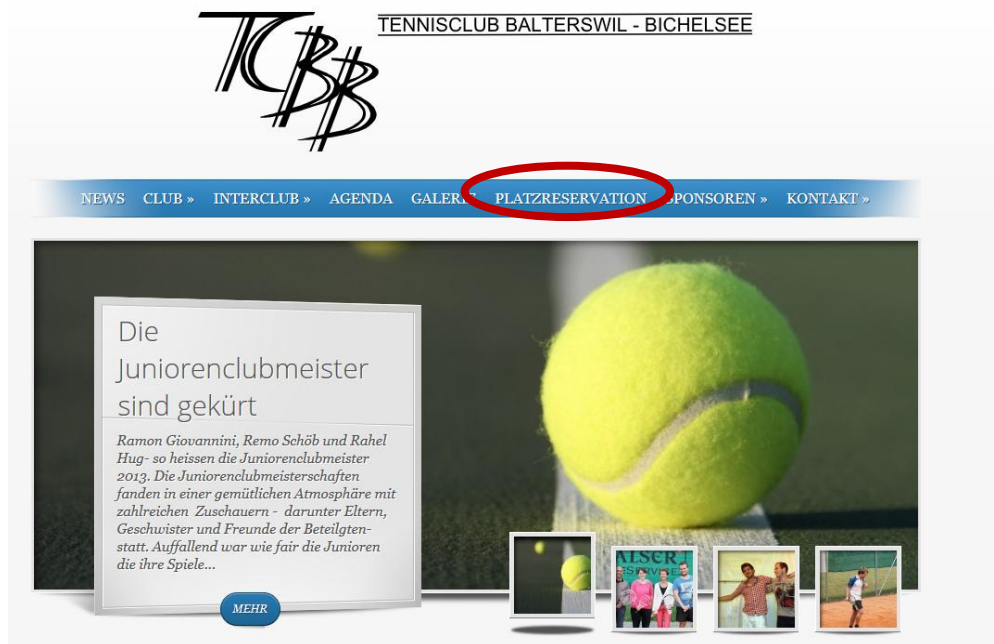 TCBB
TENNISCLUB BALTERSWIL - BICHELSEE
NEWS CLUB » INTERCLUB » AGENDA GALERIE PLATZRESERVATION SPONSOREN » KONTAKT »
Die
Juniorenclubmeister
sind gekürt
Ramon Giovannini, Remo Schöb und Rahel
Hug- so heissen die Juniorenclubmeister
2013. Die Juniorenclubmeisterschaften
fanden in einer gemütlichen Atmosphäre mit
zahlreichen Zuschauern - darunter Eltern,
Geschwister und Freunde der Beteilgten-
statt. Auffallend war wie fair die Junioren
die ihre Spiele...
MEHR